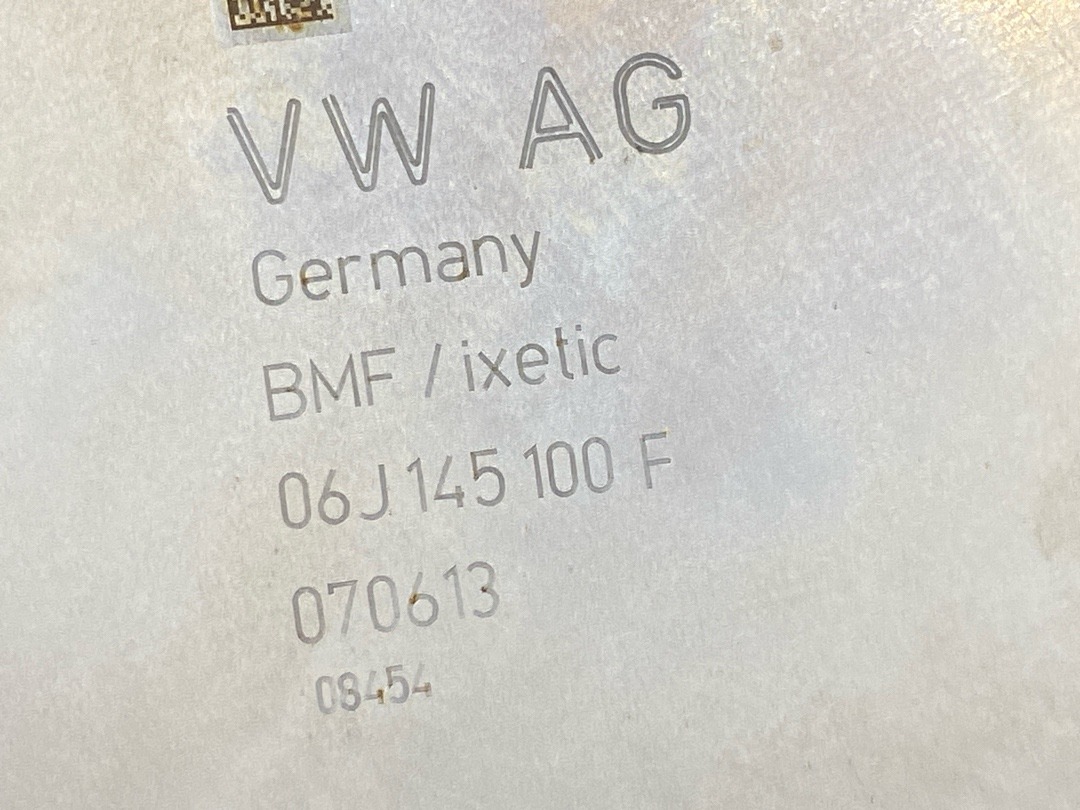 VW AG
Germany
BMF / ixetic
06J 145 100 F
070613
08454